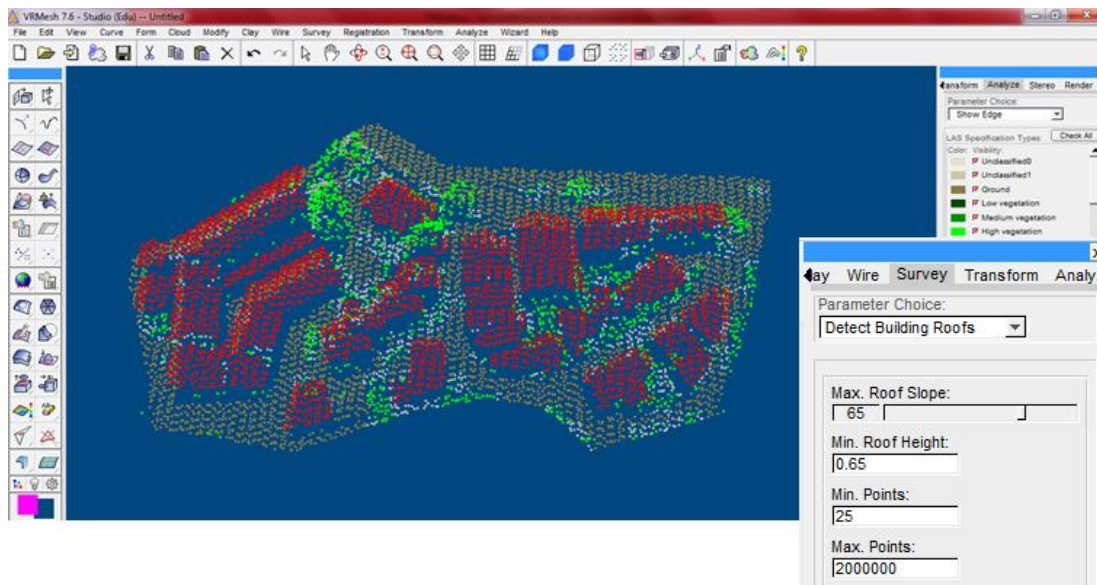 VRMesh 7.6 - Studio (Edu) -- Untitled
File Edit View Curve Form Cloud Modify Clay Wire Survey Registration Transform Analyze Wizard Help
ansform Analyze Stereo Render
Parameter Choice:
Show Edge
LAS Specification Types: Check All
Color: Visibility:
Unclassified0
Unclassified1
Ground
Low vegetation
Medium vegetation
High vegetation
X
lay Wire Survey Transform Analy
Parameter Choice:
Detect Building Roofs
Max. Roof Slope:
65
Min. Roof Height:
0.65
Min. Points:
25
Max. Points:
2000000